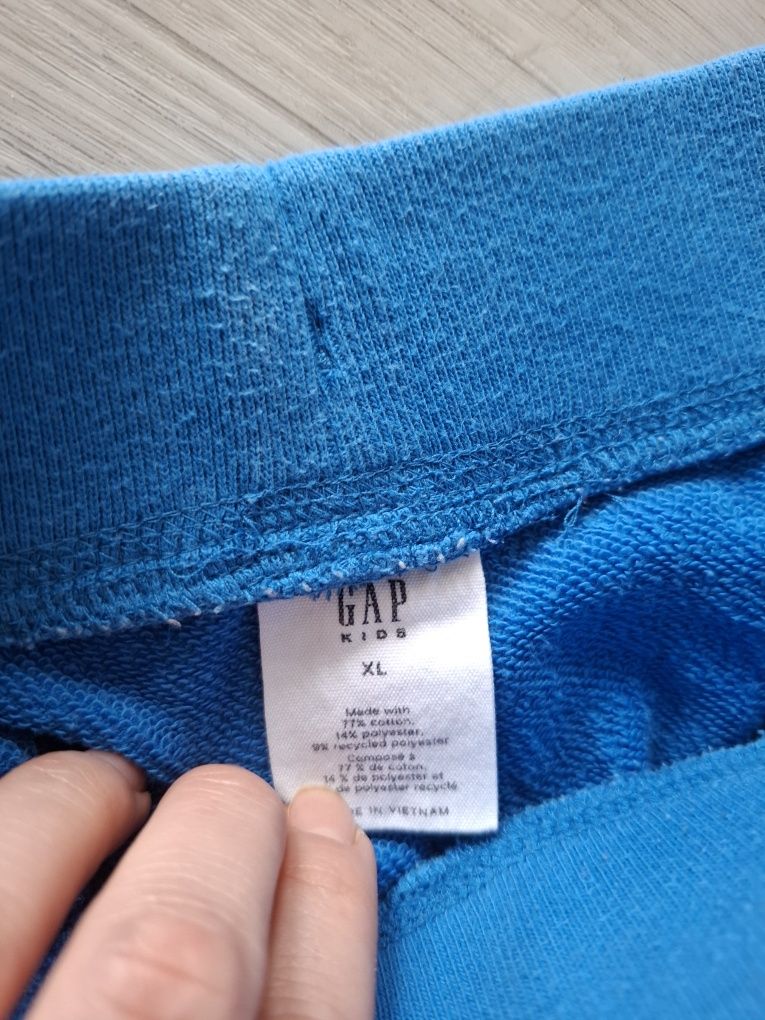 GAP
KIDS
XL
Made with
77% cotton,
14% polyester,
9% recycled polyester
Composé à
77 % de coton,
14 % de polyester et
de polyester recyclé
E IN VIETNAM